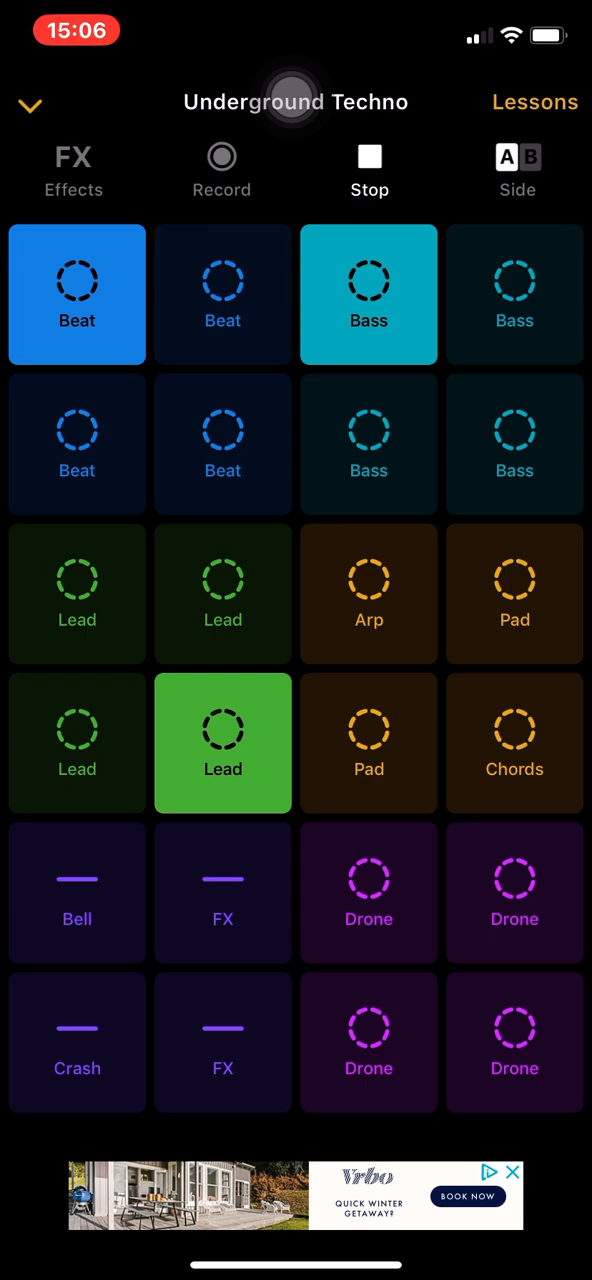 15:06
Underground Techno
Lessons
FX
Effects
Record
Stop
A B
Side
Beat
Beat
Bass
Bass
Beat
Beat
Bass
Bass
Lead
Lead
Arp
Pad
Lead
Lead
Pad
Chords
Bell
FX
Drone
Drone
Crash
FX
Drone
Drone
Vrbo
QUICK WINTER
GETAWAY?
BOOK NOW